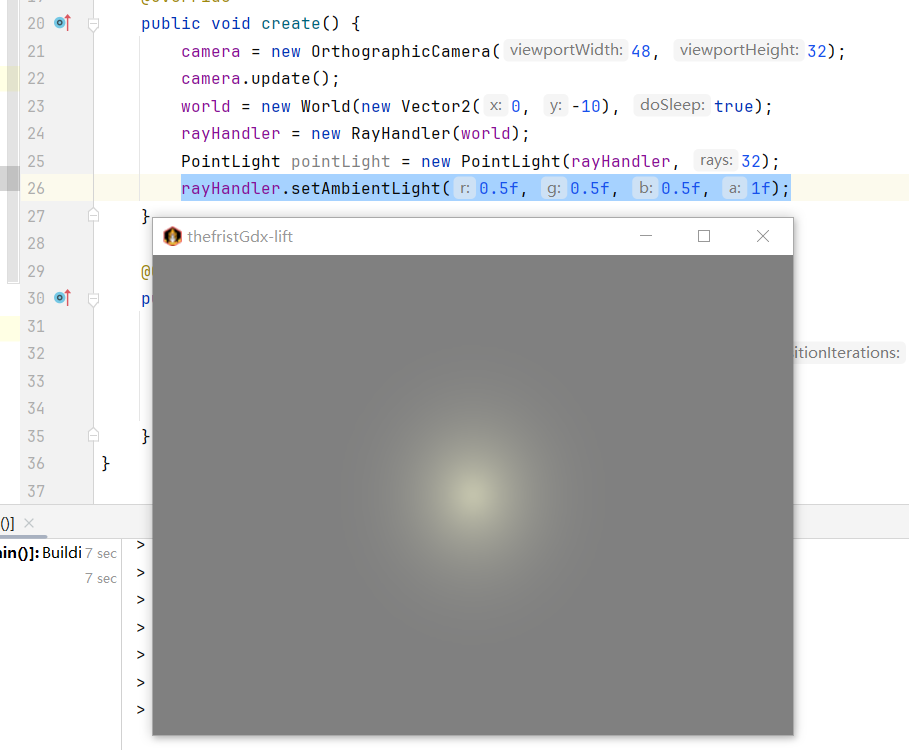 20 public void create() {
21 camera = new OrthographicCamera( viewportWidth: 48, viewportHeight: 32);
22 camera.update();
23 world = new World(new Vector2( x: 0, y: -10), doSleep: true);
24 rayHandler = new RayHandler(world);
25 PointLight pointLight = new PointLight(rayHandler, rays: 32);
26 rayHandler.setAmbientLight( r: 0.5f, g: 0.5f, b: 0.5f, a: 1f);
27 }
thefristGdx-lift
28
29 @
30 p
31
32 itionIterations:
33
34
35 }
36 }
37
()]
ain()]: Buildi 7 sec
7 sec
>
>
>
>
>
>
>